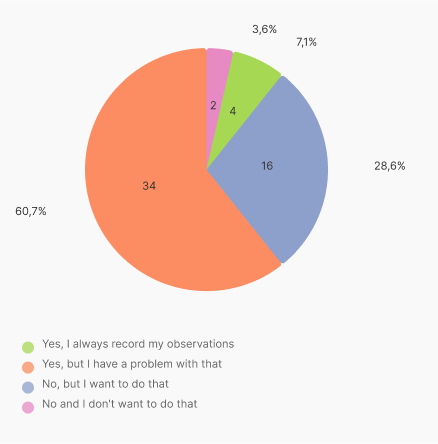 3,6%
7,1%
2
4
16
28,6%
34
60,7%
Yes, I always record my observations
Yes, but I have a problem with that
No, but I want to do that
No and I don't want to do that